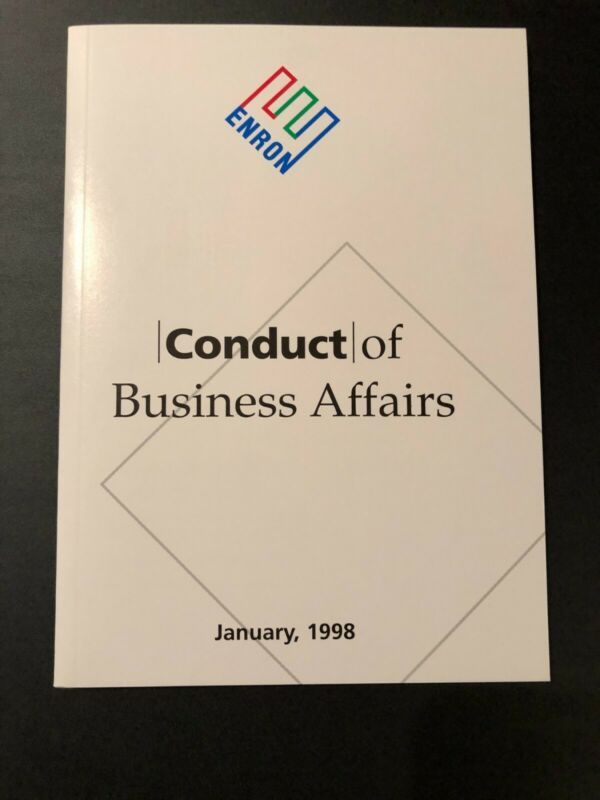 ENRON
|Conduct| of
Business Affairs
January, 1998